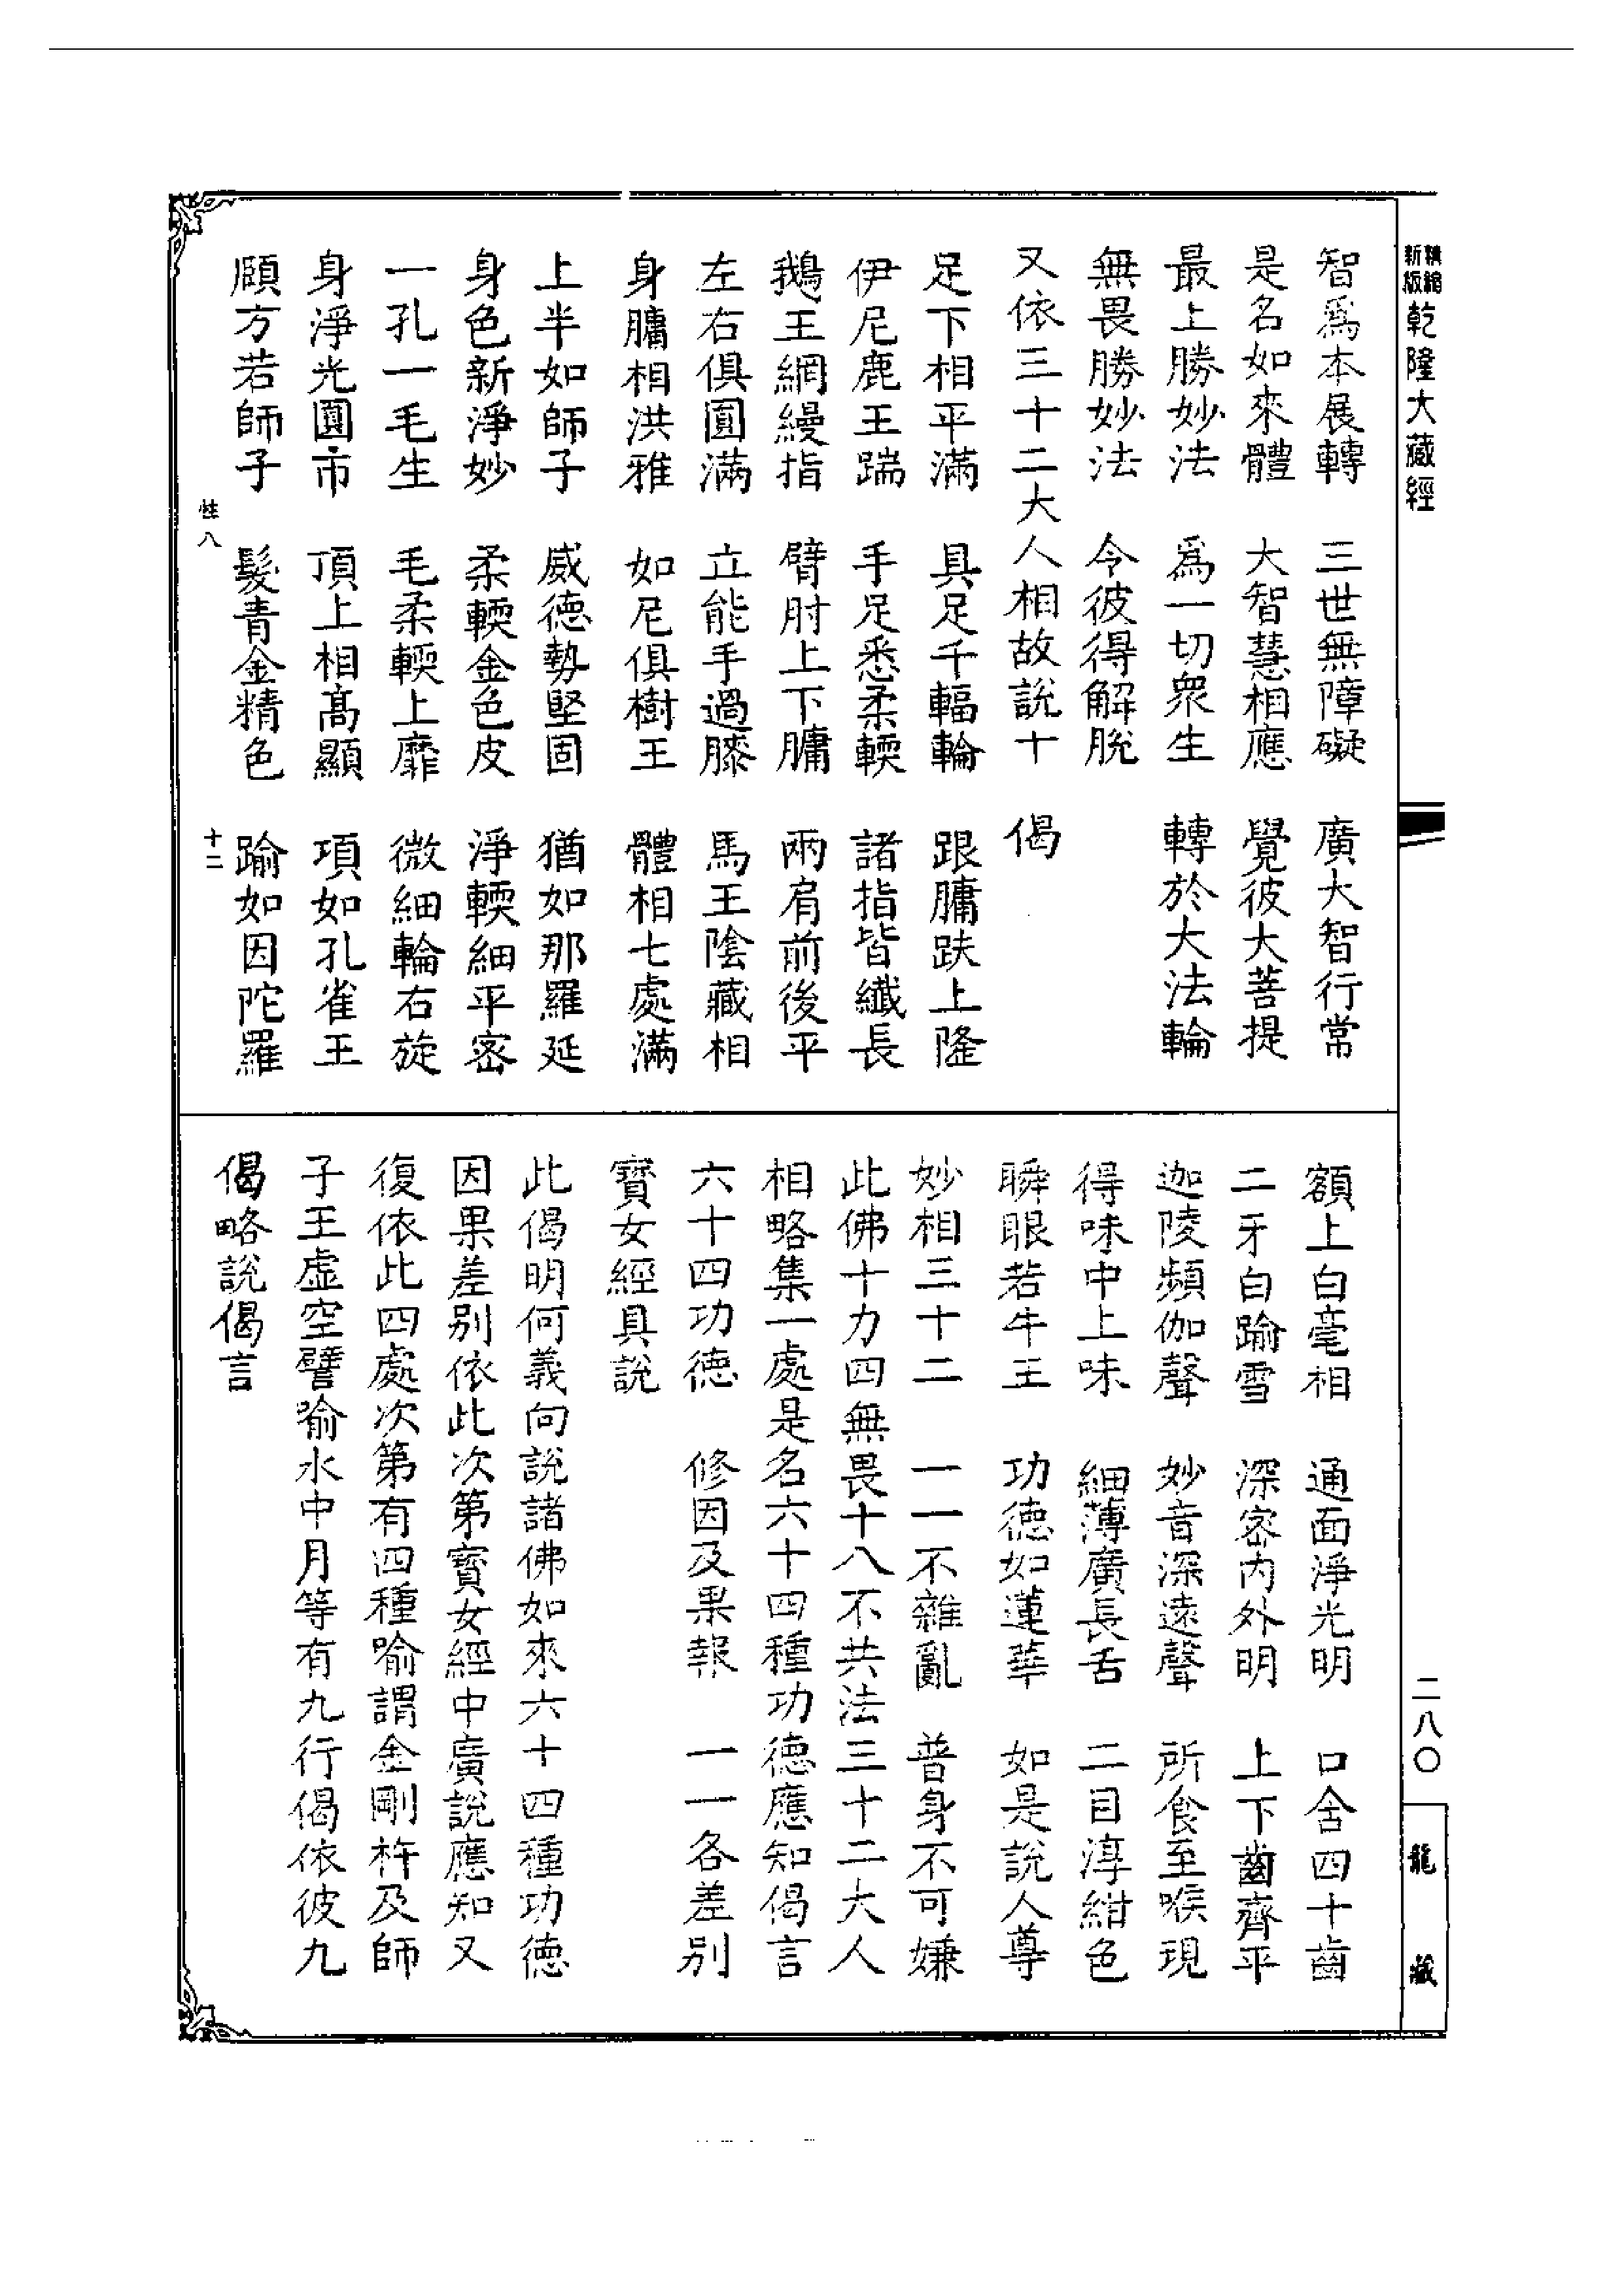 精縮
新版
乾隆大藏經
二八〇
龍藏
智爲本展轉　三世無障礙　廣大智行常
是名如來體　大智慧相應　覺彼大菩提
最上勝妙法　爲一切衆生　轉於大法輪
無畏勝妙法　令彼得解脫
又依三十二大人相故說十　偈
足下相平滿　具足千輻輪　跟𦟛趺上隆
伊尼鹿王踹　手足悉柔輭　諸指皆纖長
鵝王網縵指　臂肘上下𦟛　兩肩前後平
左右俱圓滿　立能手過膝　馬王陰藏相
身𦟛相洪雅　如尼俱樹王　體相七處滿
上半如師子　威德勢堅固　猶如那羅延
身色新淨妙　柔輭金色皮　淨輭細平密
一孔一毛生　毛柔輭上靡　微細輪右旋
身淨光圓帀　頂上相高顯　項如孔雀王
頤方若師子　髮青金精色　踰如因陀羅
性八　十二
額上白毫相　通面淨光明　口含四十齒
二牙白踰雪　深密内外明　上下齒齊平
迦陵頻伽聲　妙音深遠聲　所食至喉現
得味中上味　細薄廣長舌　二目淳紺色
瞬眼若牛王　功德如蓮華　如是說人尊
妙相三十二　一一不雜亂　普身不可嫌
此佛十力四無畏十八不共法三十二大人
相略集一處是名六十四種功德應知偈言
六十四功德　修因及果報　一一各差别
寶女經具說
此偈明何義向說諸佛如來六十四種功德
因果差别依此次第寶女經中廣說應知又
復依此四處次第有四種喻謂金剛杵及師
子王虚空譬喻水中月等有九行偈依彼九
偈略說偈言